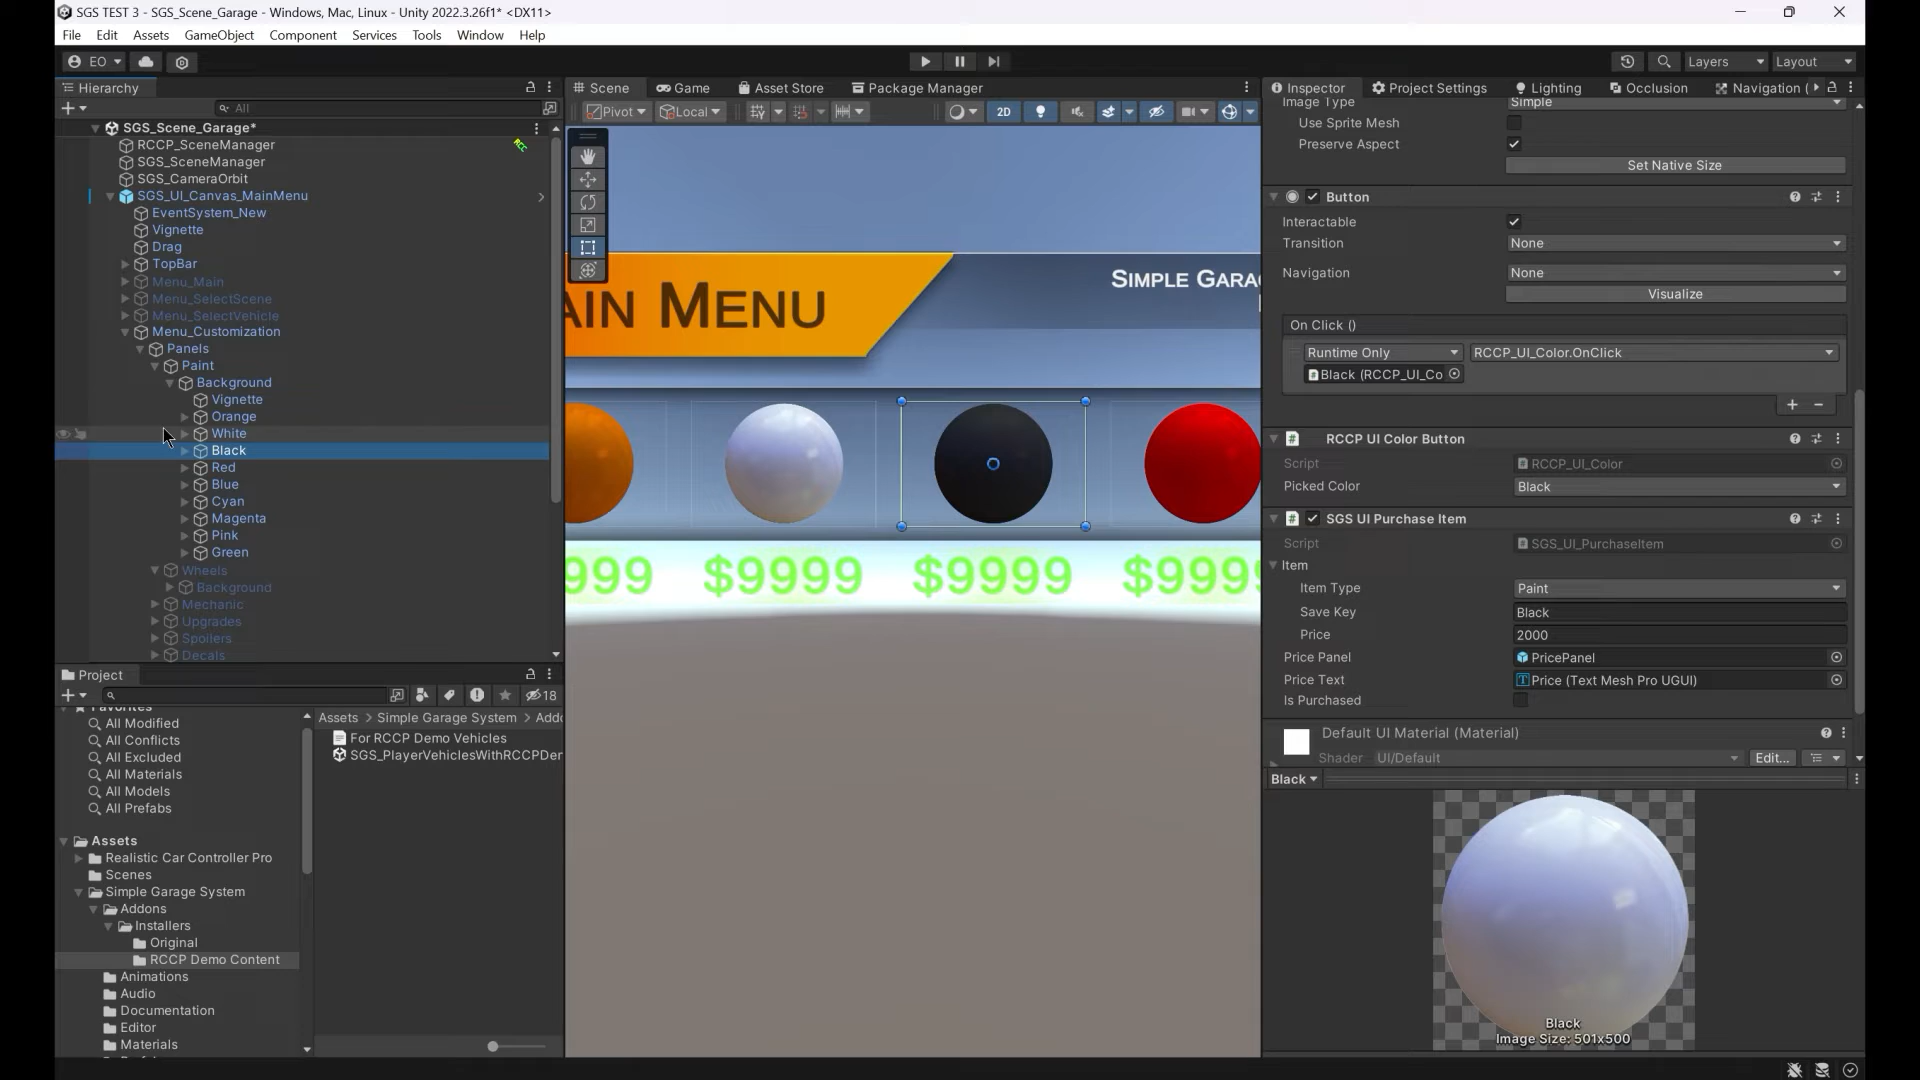 SGS TEST 3 - SGS_Scene_Garage - Windows, Mac, Linux - Unity 2022.3.26f1* <DX11>
File Edit Assets GameObject Component Services Tools Window Help
EO Layers Layout
Hierarchy
All
SGS_Scene_Garage*
RCCP_SceneManager
SGS_SceneManager
SGS_CameraOrbit
SGS_UI_Canvas_MainMenu
EventSystem_New
Vignette
Drag
TopBar
Menu_Main
Menu_SelectScene
Menu_SelectVehicle
Menu_Customization
Panels
Paint
Background
Vignette
Orange
White
Black
Red
Blue
Cyan
Magenta
Pink
Green
Wheels
Background
Mechanic
Upgrades
Spoilers
Decals
Project
18
Favorites
All Modified
All Conflicts
All Excluded
All Materials
All Models
All Prefabs
Assets
Realistic Car Controller Pro
Scenes
Simple Garage System
Addons
Installers
Original
RCCP Demo Content
Animations
Audio
Documentation
Editor
Materials
Assets > Simple Garage System > Addo
For RCCP Demo Vehicles
SGS_PlayerVehiclesWithRCCPDer
Scene Game Asset Store Package Manager
Pivot Local 2D
AIN MENU
SIMPLE GARA
999 $9999 $9999 $999
Inspector Project Settings Lighting Occlusion Navigation (
Image Type Simple
Use Sprite Mesh
Preserve Aspect
Set Native Size
Button
Interactable
Transition None
Navigation None
Visualize
On Click ()
Runtime Only RCCP_UI_Color.OnClick
Black (RCCP_UI_Co
RCCP UI Color Button
Script RCCP_UI_Color
Picked Color Black
SGS UI Purchase Item
Script SGS_UI_PurchaseItem
Item
Item Type Paint
Save Key Black
Price 2000
Price Panel PricePanel
Price Text Price (Text Mesh Pro UGUI)
Is Purchased
Default UI Material (Material)
Shader UI/Default Edit...
Black
Black
Image Size: 501x500